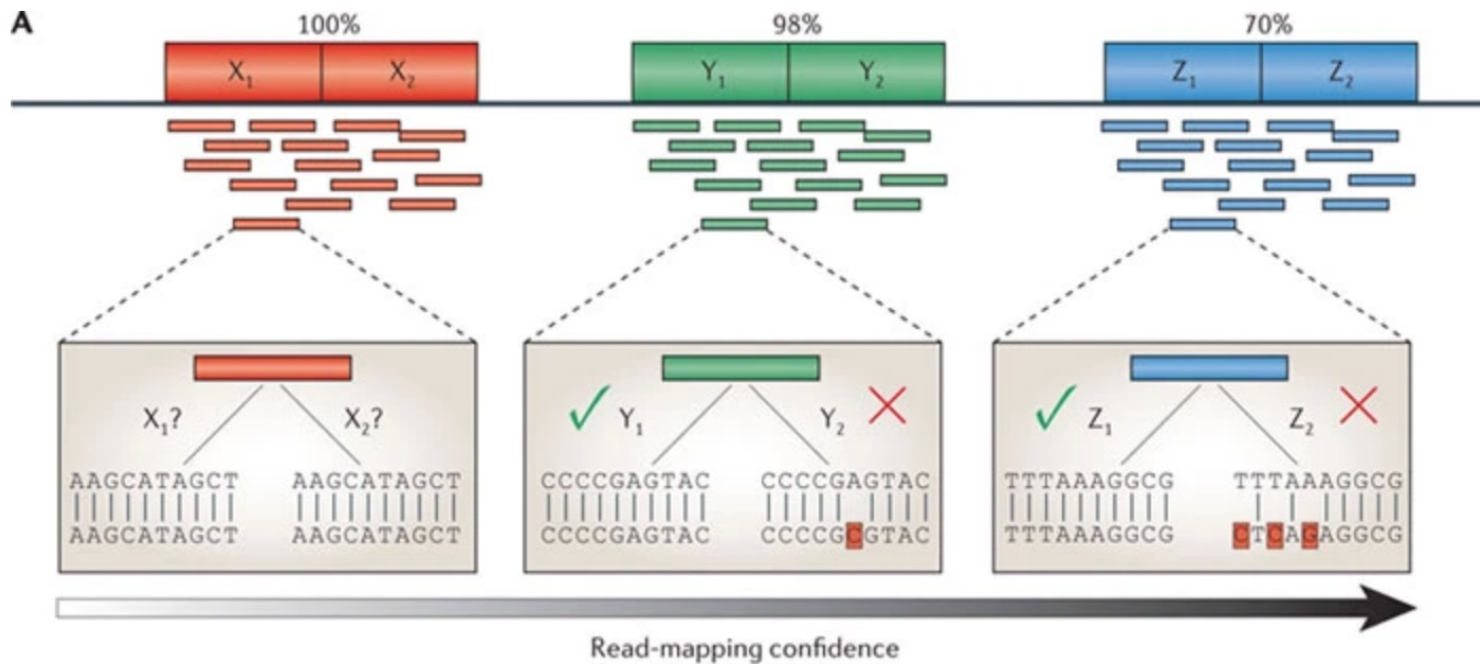 A
100% 98% 70%
X₁ X₂ Y₁ Y₂ Z₁ Z₂
X₁? X₂? Y₁ Y₂ Z₁ Z₂
AAGCATAGCT AAGCATAGCT CCCCGAGTAC CCCCGAGTAC TTTAAAGGCG TTTAAAGGCG
AAGCATAGCT AAGCATAGCT CCCCGAGTAC CCCCGCGTAC TTTAAAGGCG CTCAGAGGCG
Read-mapping confidence